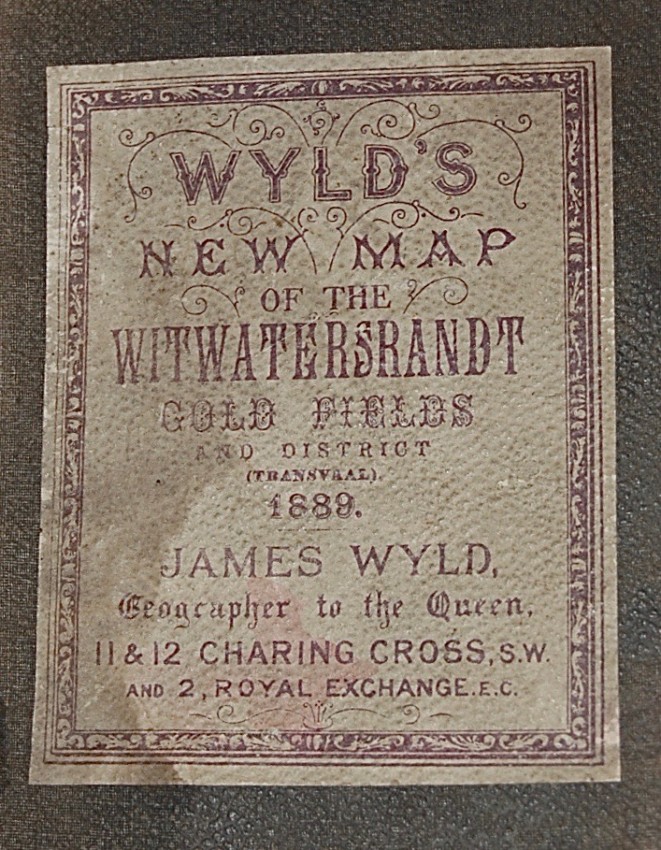 WYLD'S
NEW MAP
OF THE
WITWATERSRANDT
GOLD FIELDS
AND DISTRICT
(TRANSVAAL).
1889.
JAMES WYLD,
Geographer to the Queen,
11 & 12 CHARING CROSS, S.W.
AND 2, ROYAL EXCHANGE. E.C.